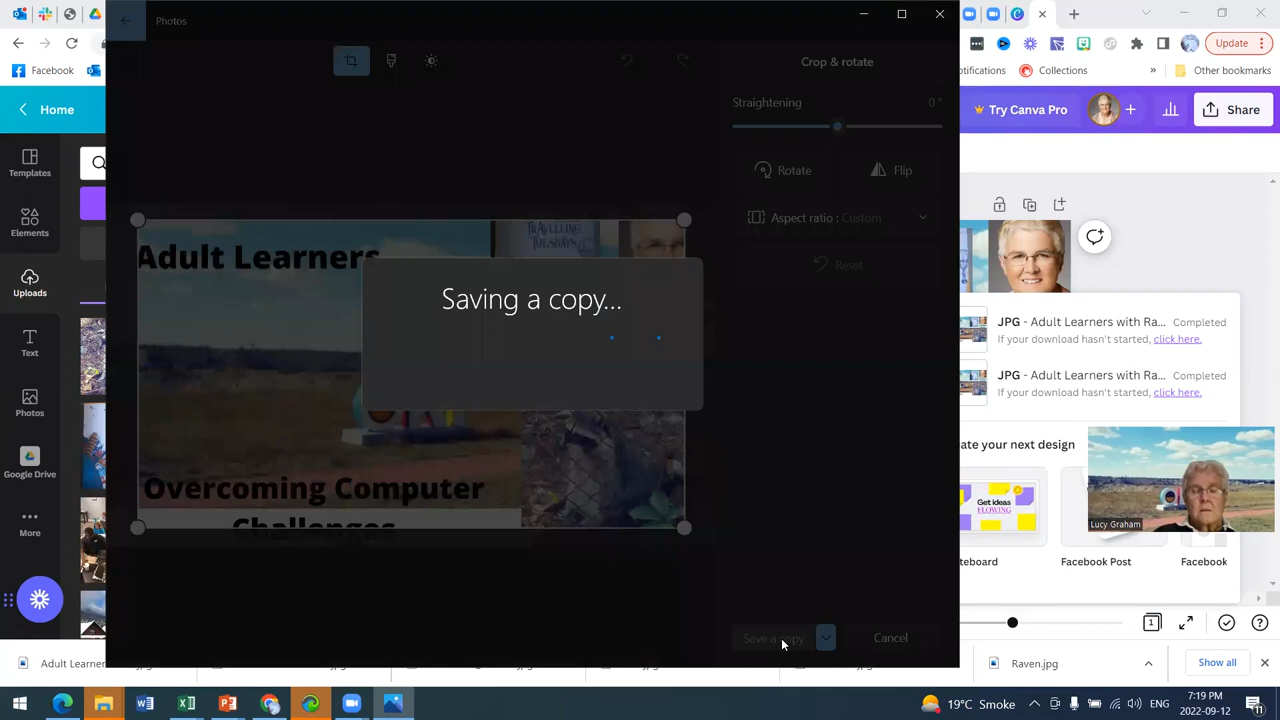 Photos
Update
Facebook
otifications
Collections
»
Other bookmarks
Home
Try Canva Pro
Share
Templates
Elements
Uploads
Text
Photos
Google Drive
More
Crop & rotate
Straightening
0 °
Rotate
Flip
Aspect ratio : Custom
Reset
Adult Learners
TRAVELLING
TUESDAYS
Overcoming Computer
Challenges
Saving a copy...
Save a copy
Cancel
JPG - Adult Learners with Ra...
Completed
If your download hasn't started, click here.
JPG - Adult Learners with Ra...
Completed
If your download hasn't started, click here.
ate your next design
Get ideas
FLOWING
Lucy Graham
teboard
Facebook Post
Facebook
1
Adult Learner
Raven.jpg
Show all
19°C Smoke
ENG
7:19 PM
2022-09-12
11